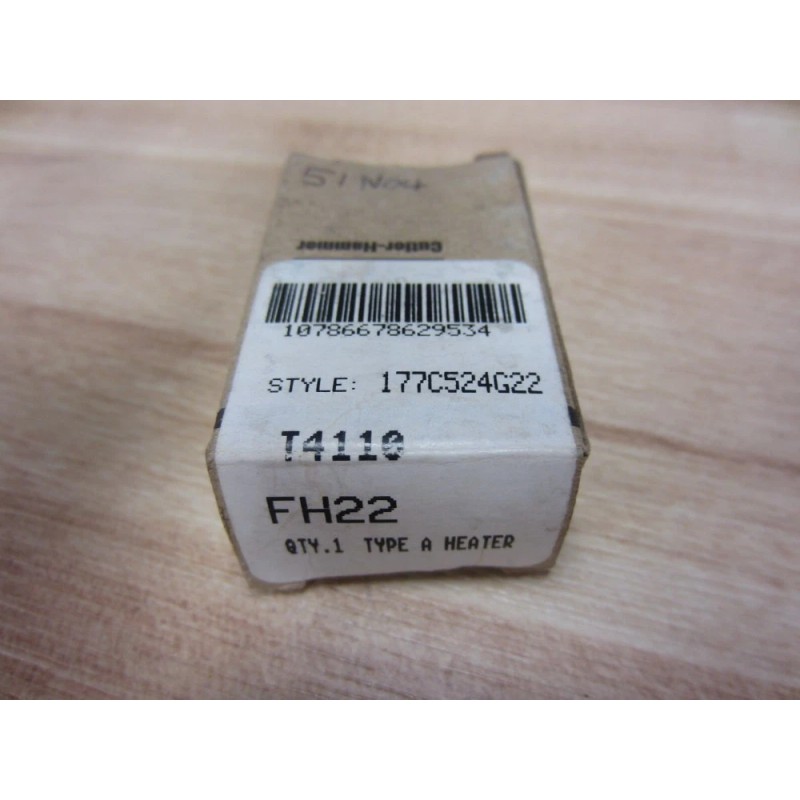 Cutler-Hammer
10786678629534
STYLE: 177C524G22
T4110
FH22
QTY.1 TYPE A HEATER